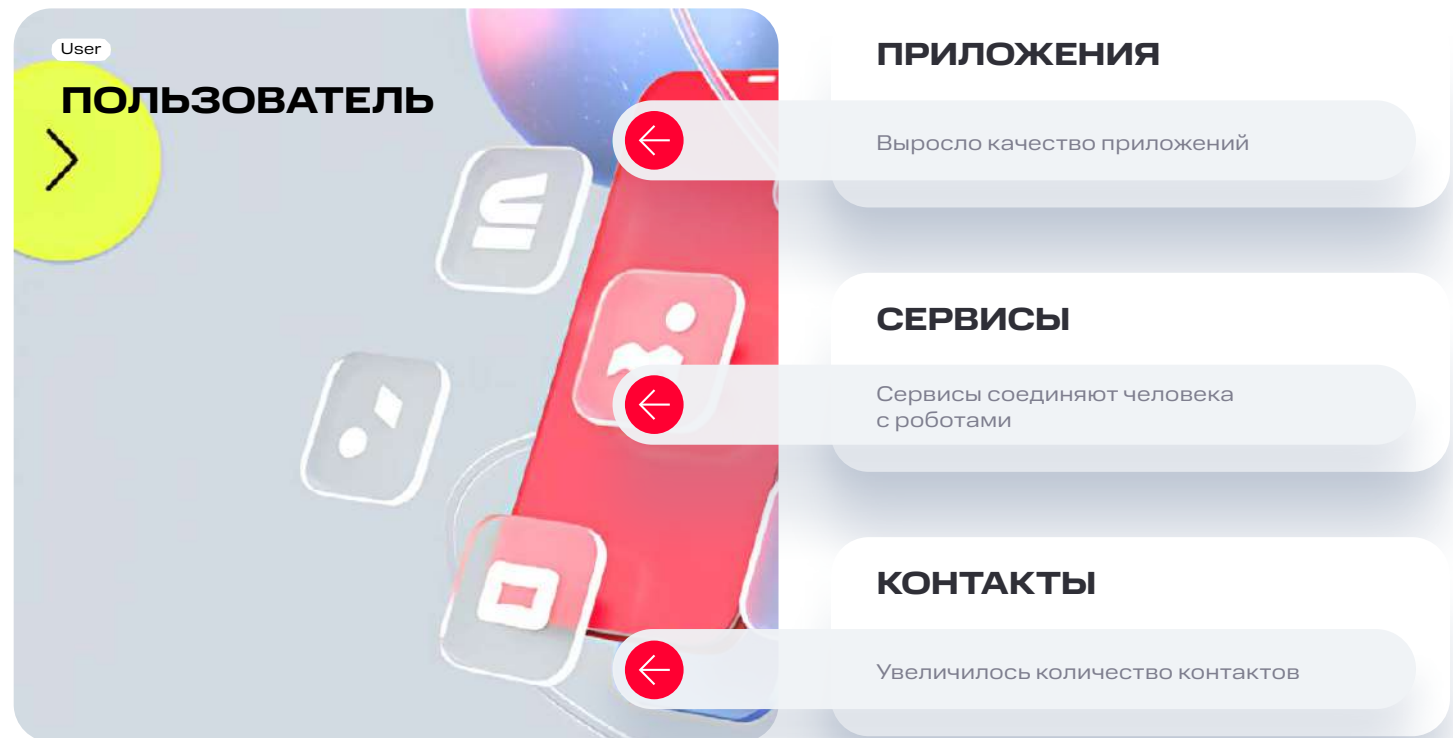 User
ПОЛЬЗОВАТЕЛЬ
ПРИЛОЖЕНИЯ
Выросло качество приложений
СЕРВИСЫ
Сервисы соединяют человека
с роботами
КОНТАКТЫ
Увеличилось количество контактов